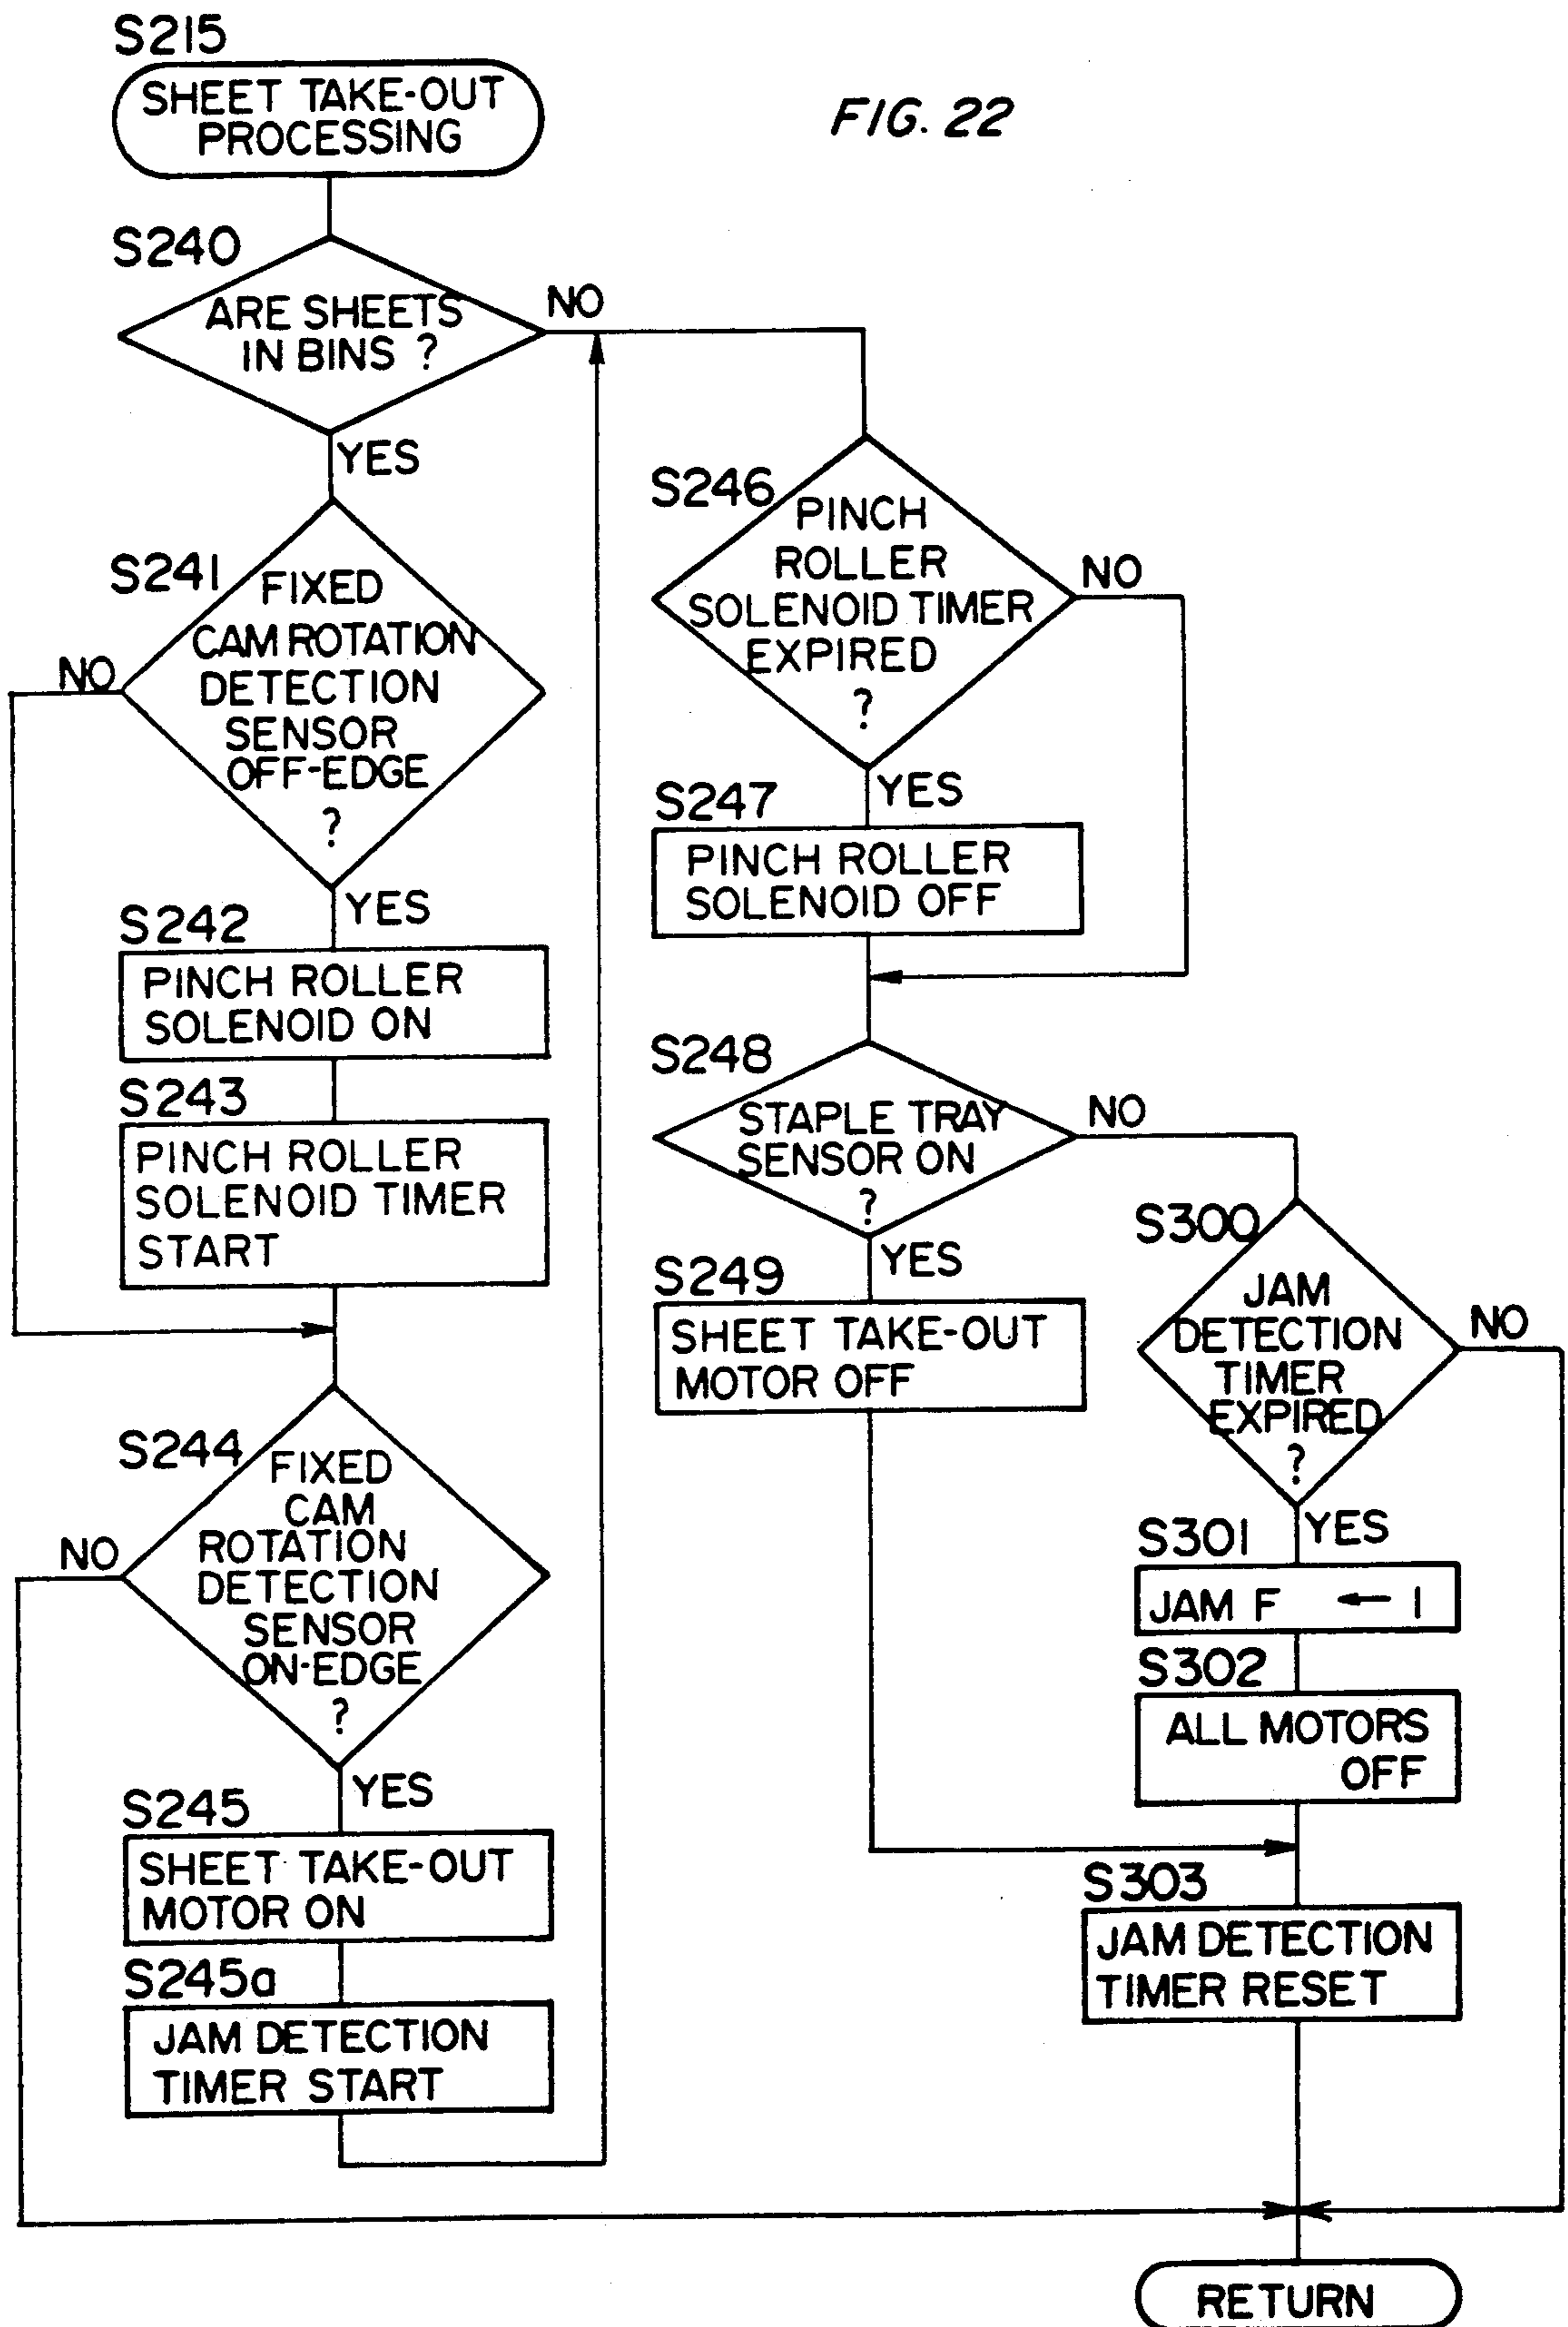 S215
SHEET TAKE-OUT
PROCESSING
FIG. 22
S240
ARE SHEETS
IN BINS ?
NO
YES
S241
FIXED
CAM ROTATION
DETECTION
SENSOR
OFF-EDGE
?
NO
YES
S242
PINCH ROLLER
SOLENOID ON
S243
PINCH ROLLER
SOLENOID TIMER
START
S244
FIXED
CAM
ROTATION
DETECTION
SENSOR
ON-EDGE
?
NO
YES
S245
SHEET TAKE-OUT
MOTOR ON
S245a
JAM DETECTION
TIMER START
S246
PINCH
ROLLER
SOLENOID TIMER
EXPIRED
?
NO
YES
S247
PINCH ROLLER
SOLENOID OFF
S248
STAPLE TRAY
SENSOR ON
?
NO
YES
S249
SHEET TAKE-OUT
MOTOR OFF
S300
JAM
DETECTION
TIMER
EXPIRED
?
NO
YES
S301
JAM F ← 1
S302
ALL MOTORS
OFF
S303
JAM DETECTION
TIMER RESET
RETURN